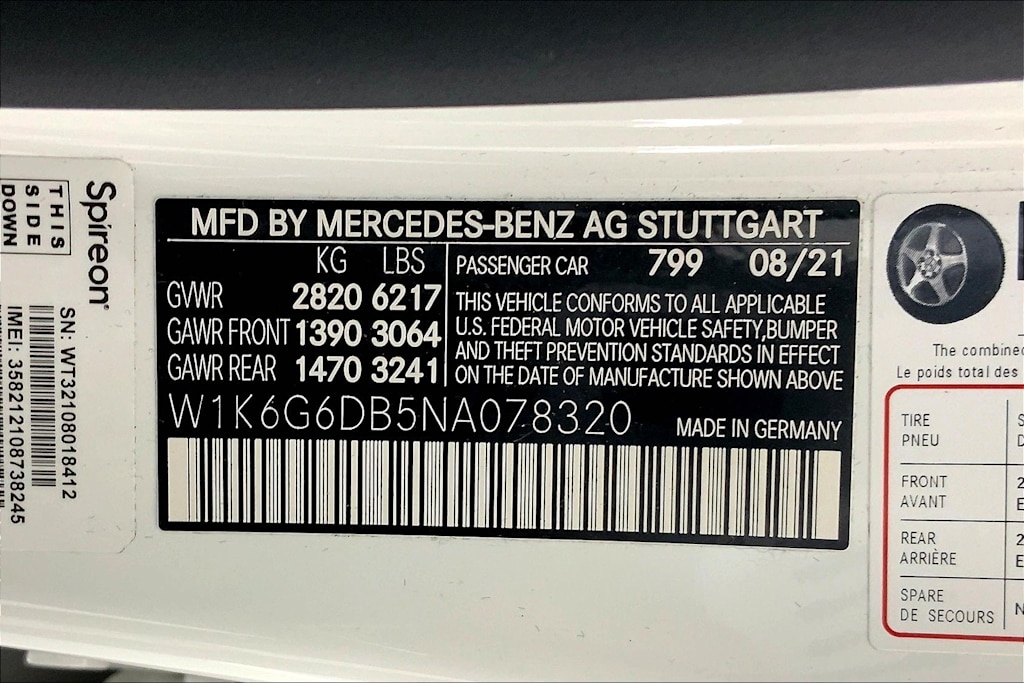 Spireon
THIS
SIDE
DOWN
SN: WT32108018412
IMEI: 358212108738245
MFD BY MERCEDES-BENZ AG STUTTGART
KG LBS
GVWR 2820 6217
GAWR FRONT 1390 3064
GAWR REAR 1470 3241
PASSENGER CAR 799 08/21
THIS VEHICLE CONFORMS TO ALL APPLICABLE
U.S. FEDERAL MOTOR VEHICLE SAFETY,BUMPER
AND THEFT PREVENTION STANDARDS IN EFFECT
ON THE DATE OF MANUFACTURE SHOWN ABOVE
W1K6G6DB5NA078320
MADE IN GERMANY
The combined
Le poids total des
TIRE
PNEU
FRONT
AVANT
REAR
ARRIÈRE
SPARE
DE SECOURS